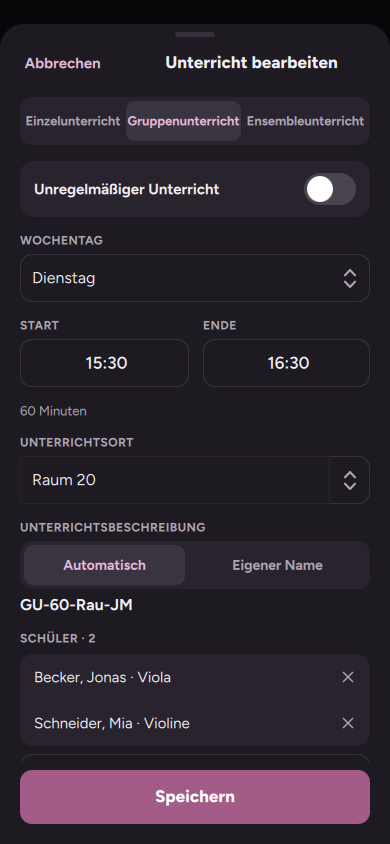 Abbrechen
Unterricht bearbeiten
Einzelunterricht Gruppenunterricht Ensembleunterricht
Unregelmäßiger Unterricht
WOCHENTAG
Dienstag
START ENDE
15:30 16:30
60 Minuten
UNTERRICHTSORT
Raum 20
UNTERRICHTSBESCHREIBUNG
Automatisch Eigener Name
GU-60-Rau-JM
SCHÜLER · 2
Becker, Jonas · Viola
Schneider, Mia · Violine
Speichern